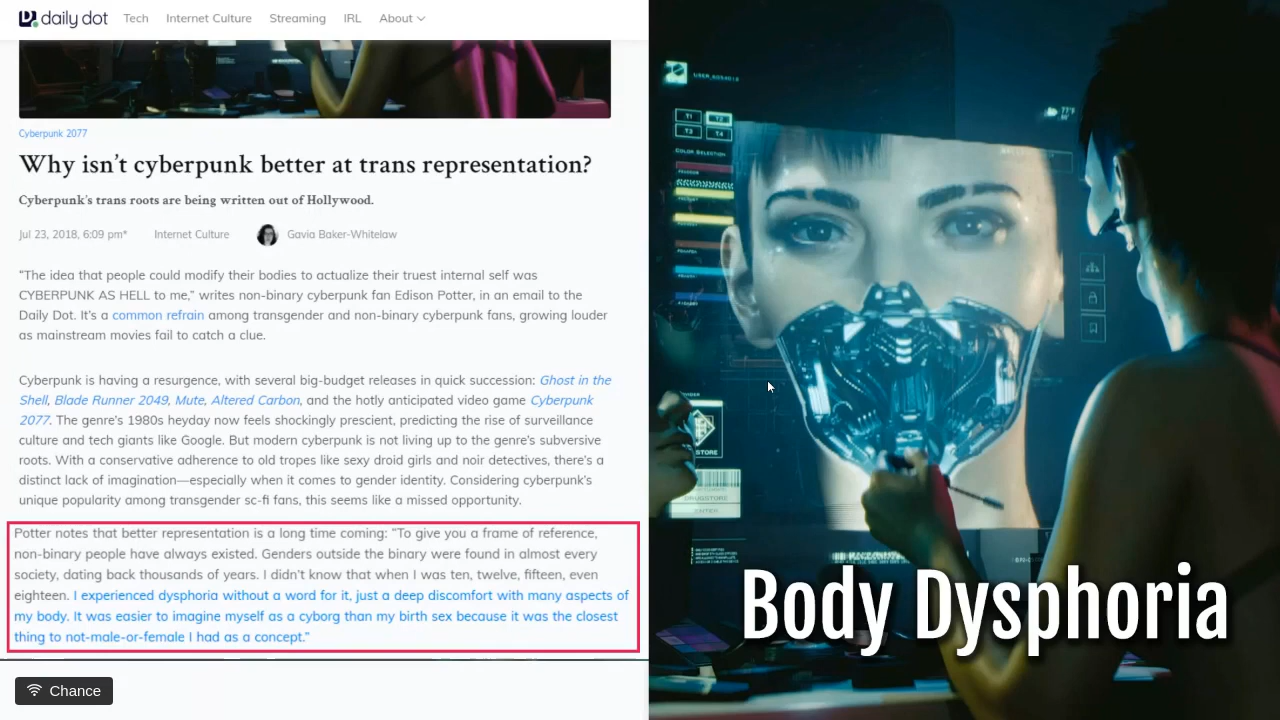 daily dot Tech Internet Culture Streaming IRL About
Cyberpunk 2077
Why isn't cyberpunk better at trans representation?
Cyberpunk's trans roots are being written out of Hollywood.
Jul 23, 2018, 6:09 pm* Internet Culture Gavia Baker-Whitelaw
“The idea that people could modify their bodies to actualize their truest internal self was
CYBERPUNK AS HELL to me,” writes non-binary cyberpunk fan Edison Potter, in an email to the
Daily Dot. It's a common refrain among transgender and non-binary cyberpunk fans, growing louder
as mainstream movies fail to catch a clue.
Cyberpunk is having a resurgence, with several big-budget releases in quick succession: Ghost in the
Shell, Blade Runner 2049, Mute, Altered Carbon, and the hotly anticipated video game Cyberpunk
2077. The genre's 1980s heyday now feels shockingly prescient, predicting the rise of surveillance
culture and tech giants like Google. But modern cyberpunk is not living up to the genre's subversive
roots. With a conservative adherence to old tropes like sexy droid girls and noir detectives, there's a
distinct lack of imagination—especially when it comes to gender identity. Considering cyberpunk's
unique popularity among transgender sc-fi fans, this seems like a missed opportunity.
Potter notes that better representation is a long time coming: “To give you a frame of reference,
non-binary people have always existed. Genders outside the binary were found in almost every
society, dating back thousands of years. I didn't know that when I was ten, twelve, fifteen, even
eighteen. I experienced dysphoria without a word for it, just a deep discomfort with many aspects of
my body. It was easier to imagine myself as a cyborg than my birth sex because it was the closest
thing to not-male-or-female I had as a concept.”
Chance
77°F
T1 T2
T3 T4
COLOR SELECTION
STORE
DRUGSTORE
ENTER
Body Dysphoria